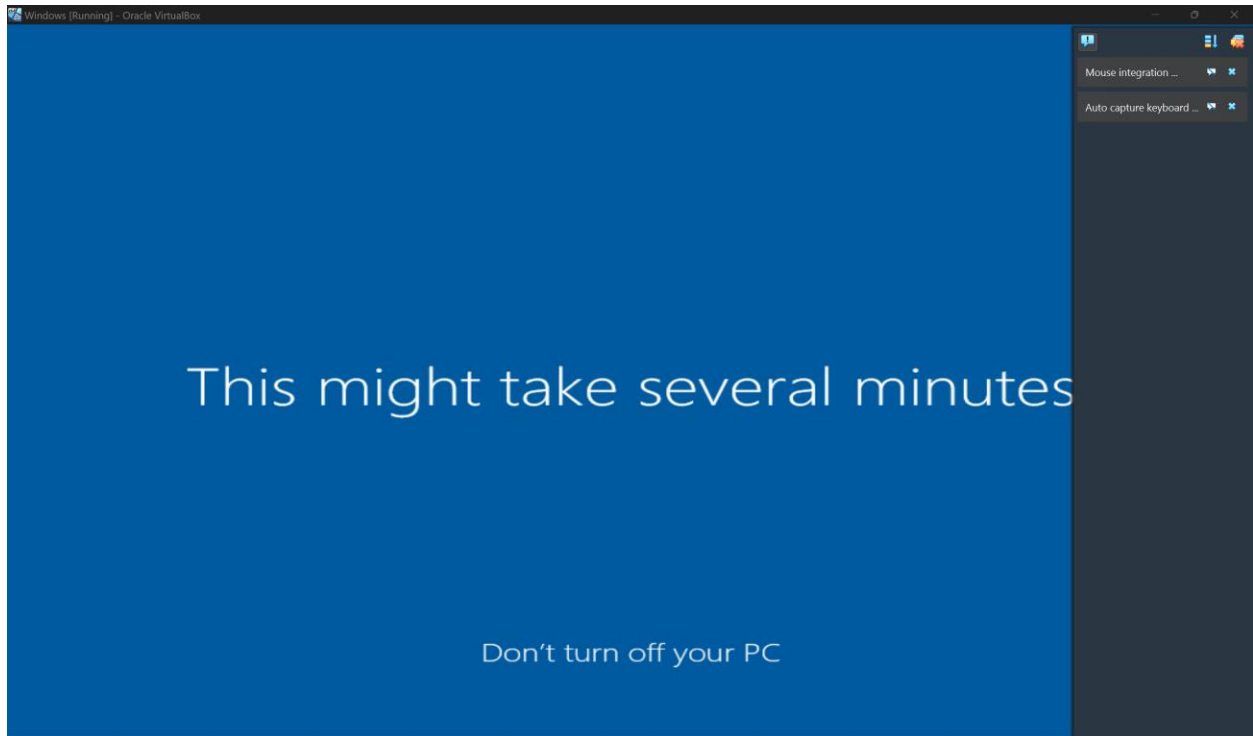 Windows [Running] - Oracle VirtualBox
Mouse integration ...
Auto capture keyboard ...
This might take several minutes
Don't turn off your PC